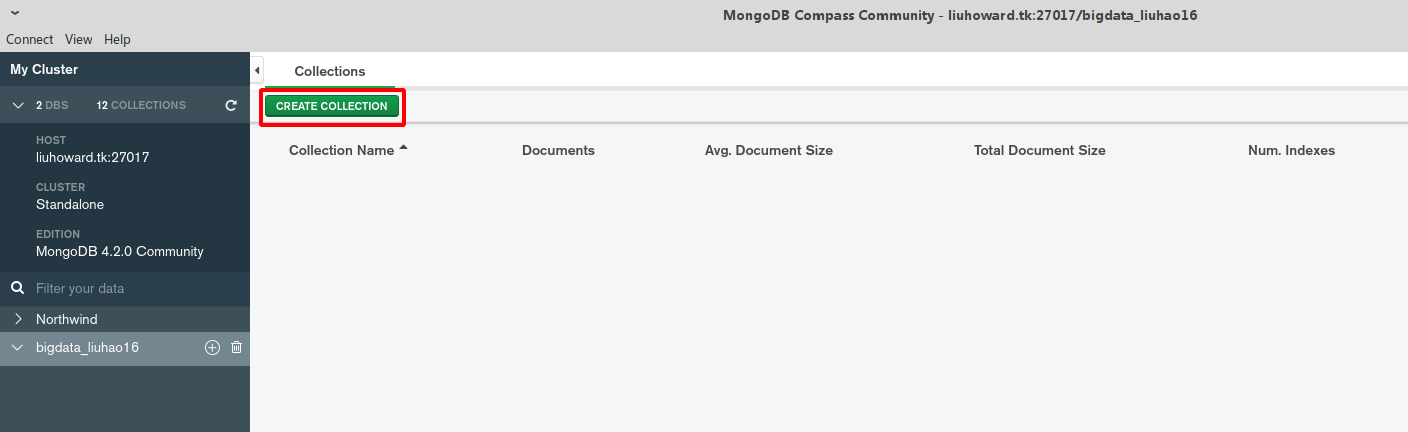 MongoDB Compass Community - liuhoward.tk:27017/bigdata_liuhao16
Connect View Help
My Cluster
Collections
2 DBS 12 COLLECTIONS
CREATE COLLECTION
HOST
liuhoward.tk:27017
CLUSTER
Standalone
EDITION
MongoDB 4.2.0 Community
Filter your data
Northwind
bigdata_liuhao16
Collection Name Documents Avg. Document Size Total Document Size Num. Indexes